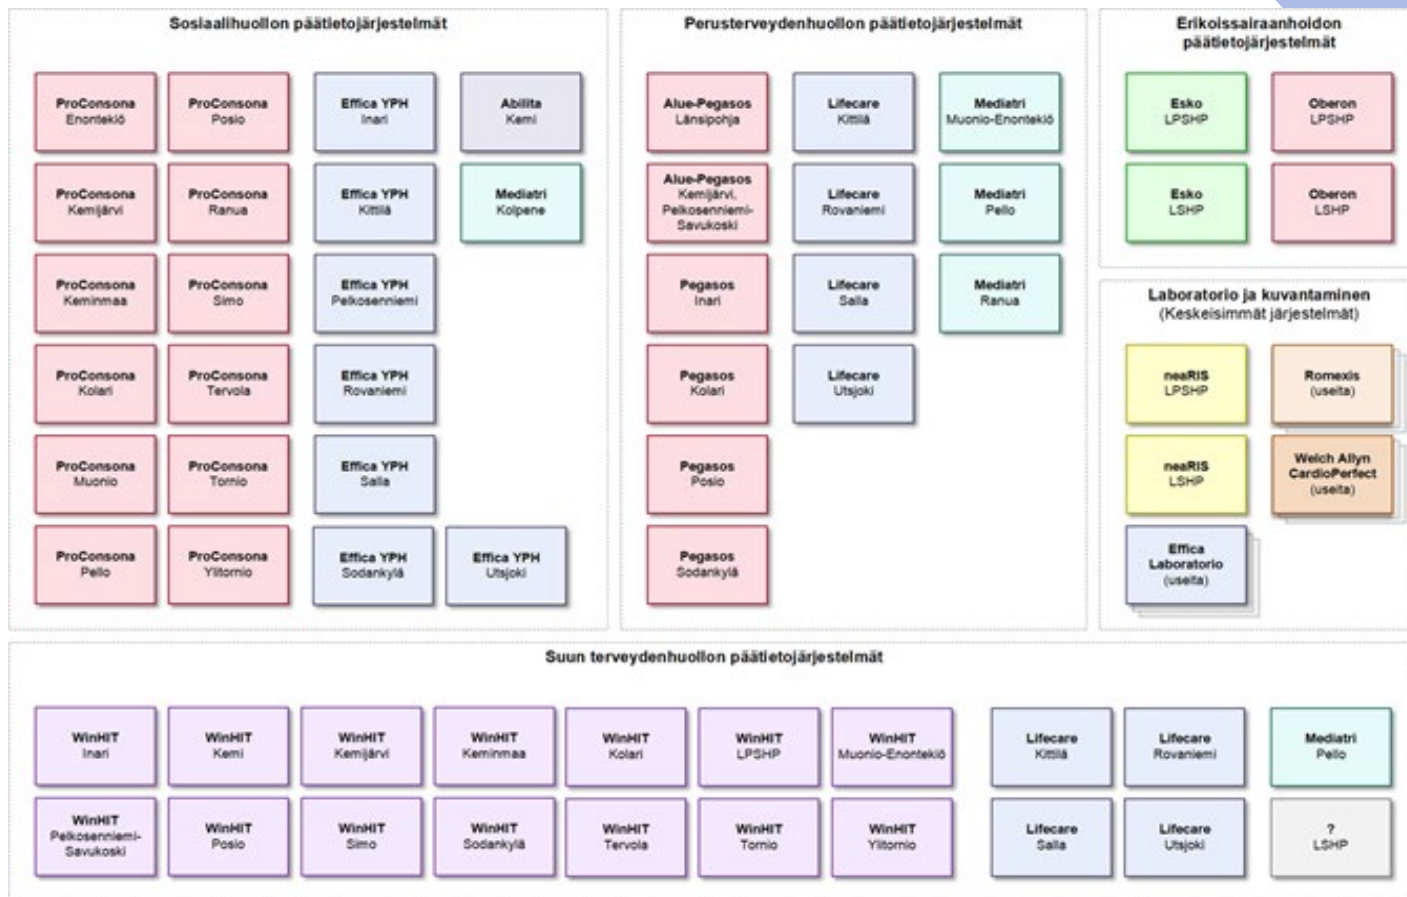 Sosiaalihuollon päätietojärjestelmät
ProConsona
Enontekiö
ProConsona
Posio
Effica YPH
Inari
Abilita
Kemi
ProConsona
Kemijärvi
ProConsona
Ranua
Effica YPH
Kittilä
Mediatri
Kolpene
ProConsona
Keminmaa
ProConsona
Simo
Effica YPH
Pelkosenniemi
ProConsona
Kolari
ProConsona
Tervola
Effica YPH
Rovaniemi
ProConsona
Muonio
ProConsona
Tornio
Effica YPH
Salla
ProConsona
Pello
ProConsona
Ylitornio
Effica YPH
Sodankylä
Effica YPH
Utsjoki
Perusterveydenhuollon päätietojärjestelmät
Alue-Pegasos
Länsipohja
Lifecare
Kittilä
Mediatri
Muonio-Enontekiö
Alue-Pegasos
Kemijärvi,
Pelkosenniemi-
Savukoski
Lifecare
Rovaniemi
Mediatri
Pello
Pegasos
Inari
Lifecare
Salla
Mediatri
Ranua
Pegasos
Kolari
Lifecare
Utsjoki
Pegasos
Posio
Pegasos
Sodankylä
Erikoissairaanhoidon
päätietojärjestelmät
Esko
LPSHP
Oberon
LPSHP
Esko
LSHP
Oberon
LSHP
Laboratorio ja kuvantaminen
(Keskeisimmät järjestelmät)
neaRIS
LPSHP
Romexis
(useita)
neaRIS
LSHP
Welch Allyn
CardioPerfect
(useita)
Effica
Laboratorio
(useita)
Suun terveydenhuollon päätietojärjestelmät
WinHIT
Inari
WinHIT
Kemi
WinHIT
Kemijärvi
WinHIT
Keminmaa
WinHIT
Kolari
WinHIT
LPSHP
WinHIT
Muonio-Enontekiö
Lifecare
Kittilä
Lifecare
Rovaniemi
Mediatri
Pello
WinHIT
Pelkosenniemi-
Savukoski
WinHIT
Posio
WinHIT
Simo
WinHIT
Sodankylä
WinHIT
Tervola
WinHIT
Tornio
WinHIT
Ylitornio
Lifecare
Salla
Lifecare
Utsjoki
?
LSHP